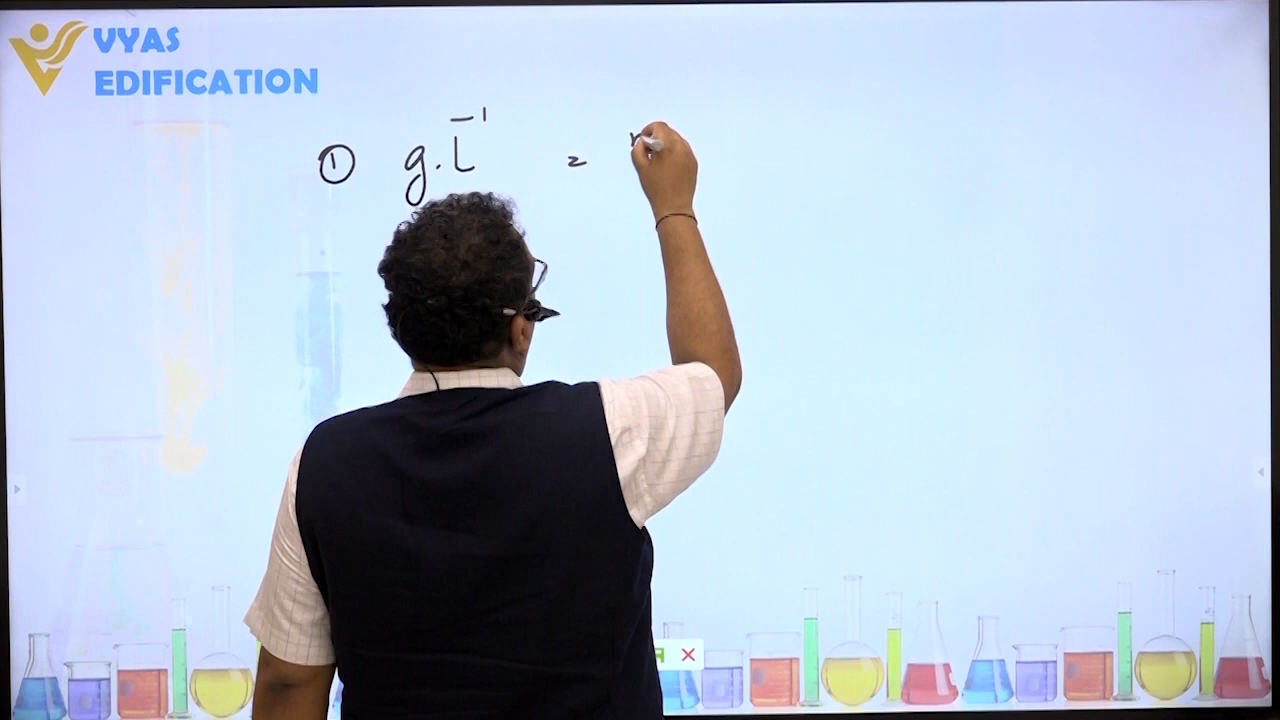 VYAS
EDIFICATION
① g.L⁻¹ =